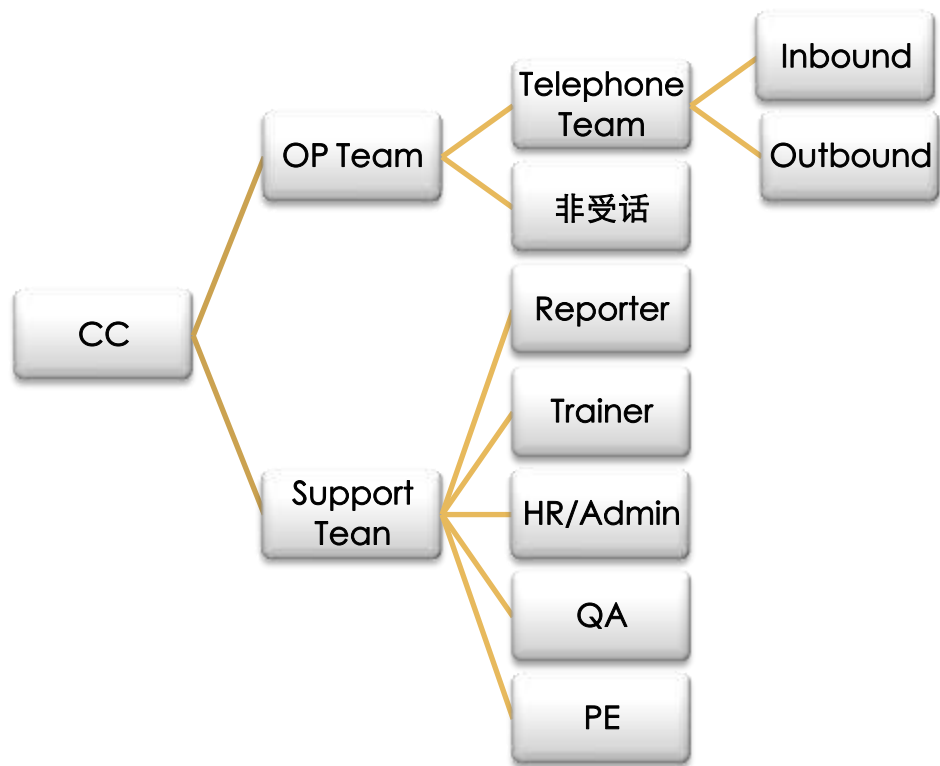 Inbound
Telephone
Team
OP Team
Outbound
非受话
Reporter
CC
Trainer
Support
Tean
HR/Admin
QA
PE